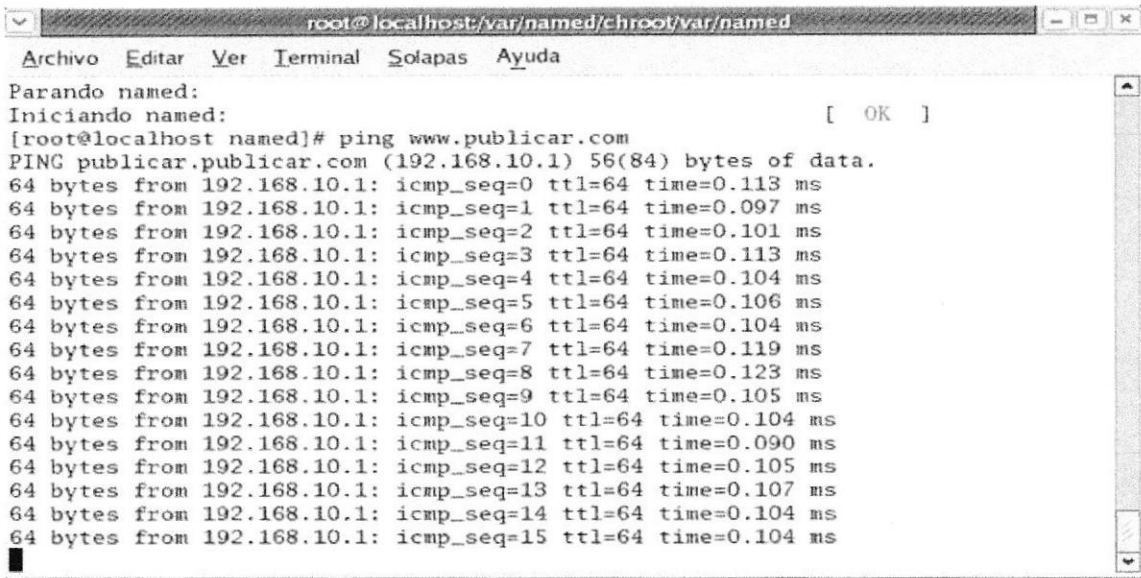 root@localhost:/var/named/chroot/var/named
Archivo Editar Ver Terminal Solapas Ayuda
Parando named:
Iniciando named: [ OK ]
[root@localhost named]# ping www.publicar.com
PING publicar.publicar.com (192.168.10.1) 56(84) bytes of data.
64 bytes from 192.168.10.1: icmp_seq=0 ttl=64 time=0.113 ms
64 bytes from 192.168.10.1: icmp_seq=1 ttl=64 time=0.097 ms
64 bytes from 192.168.10.1: icmp_seq=2 ttl=64 time=0.101 ms
64 bytes from 192.168.10.1: icmp_seq=3 ttl=64 time=0.113 ms
64 bytes from 192.168.10.1: icmp_seq=4 ttl=64 time=0.104 ms
64 bytes from 192.168.10.1: icmp_seq=5 ttl=64 time=0.106 ms
64 bytes from 192.168.10.1: icmp_seq=6 ttl=64 time=0.104 ms
64 bytes from 192.168.10.1: icmp_seq=7 ttl=64 time=0.119 ms
64 bytes from 192.168.10.1: icmp_seq=8 ttl=64 time=0.123 ms
64 bytes from 192.168.10.1: icmp_seq=9 ttl=64 time=0.105 ms
64 bytes from 192.168.10.1: icmp_seq=10 ttl=64 time=0.104 ms
64 bytes from 192.168.10.1: icmp_seq=11 ttl=64 time=0.090 ms
64 bytes from 192.168.10.1: icmp_seq=12 ttl=64 time=0.105 ms
64 bytes from 192.168.10.1: icmp_seq=13 ttl=64 time=0.107 ms
64 bytes from 192.168.10.1: icmp_seq=14 ttl=64 time=0.104 ms
64 bytes from 192.168.10.1: icmp_seq=15 ttl=64 time=0.104 ms